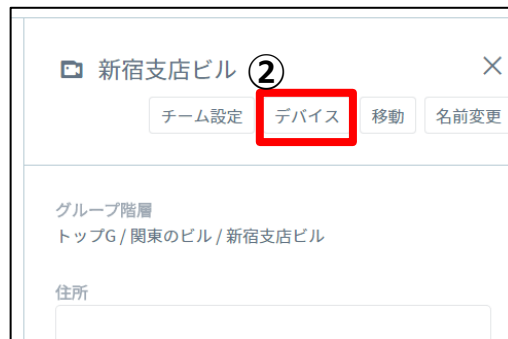 新宿支店ビル ②
チーム設定 デバイス 移動 名前変更
グループ階層
トップG / 関東のビル / 新宿支店ビル
住所